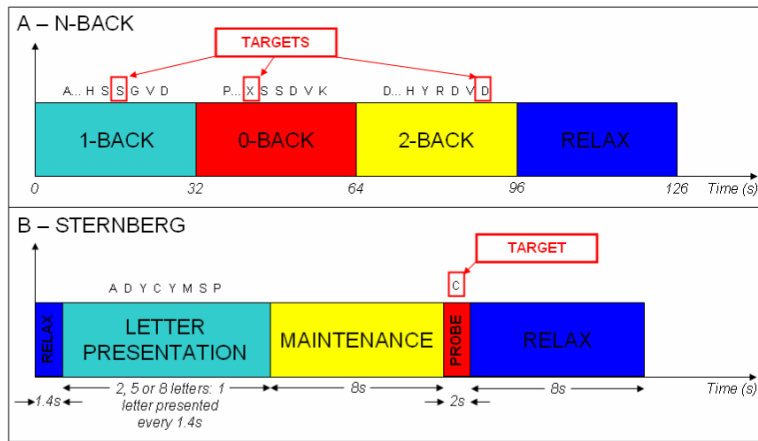 A – N-BACK
TARGETS
A... H S S G V D
P... X S S D V K
D... H Y R D V D
1-BACK
0-BACK
2-BACK
RELAX
0
32
64
96
126
Time (s)
B – STERNBERG
TARGET
A D Y C Y M S P
C
RELAX
LETTER
PRESENTATION
MAINTENANCE
PROBE
RELAX
Time (s)
1.4s
2, 5 or 8 letters: 1
letter presented
every 1.4s
8s
2s
8s